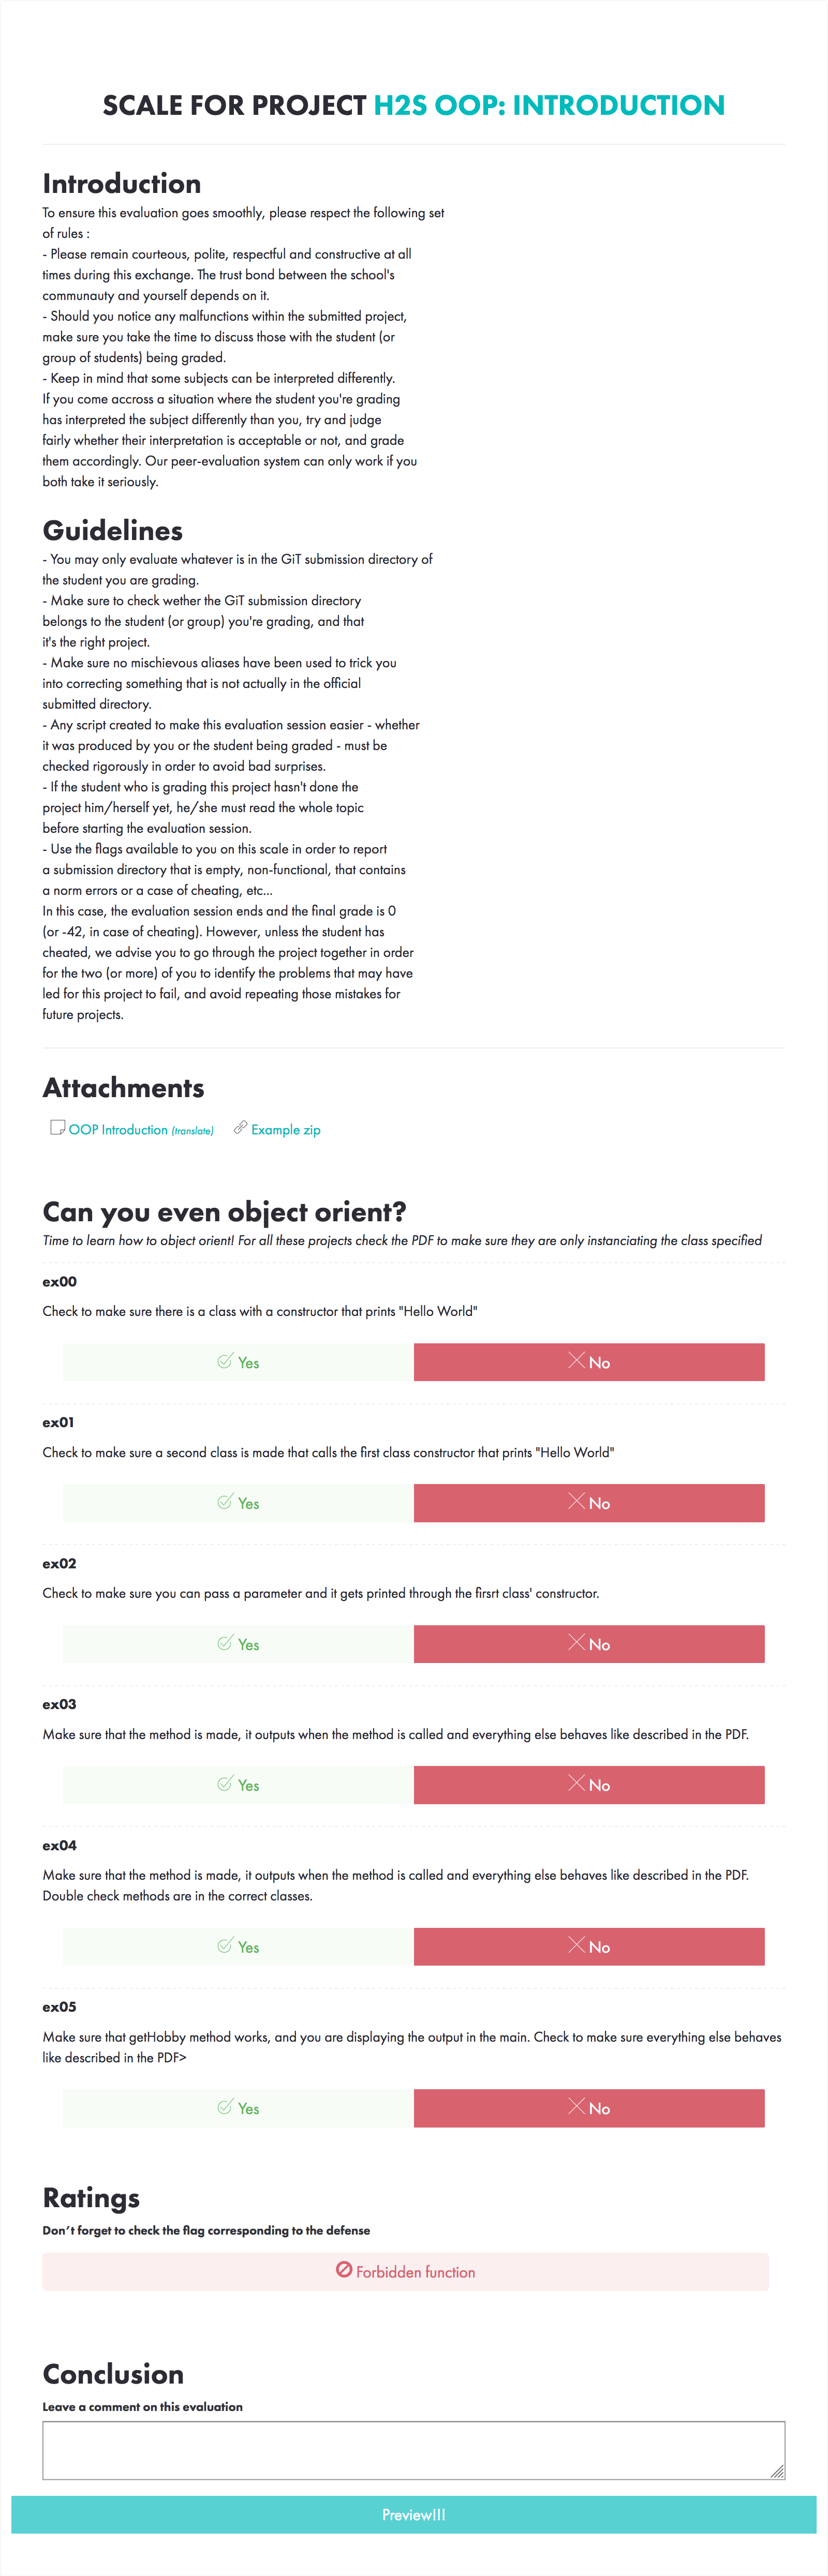 SCALE FOR PROJECT H2S OOP: INTRODUCTION
Introduction
To ensure this evaluation goes smoothly, please respect the following set
of rules :
- Please remain courteous, polite, respectful and constructive at all
times during this exchange. The trust bond between the school's
communauty and yourself depends on it.
- Should you notice any malfunctions within the submitted project,
make sure you take the time to discuss those with the student (or
group of students) being graded.
- Keep in mind that some subjects can be interpreted differently.
If you come accross a situation where the student you're grading
has interpreted the subject differently than you, try and judge
fairly whether their interpretation is acceptable or not, and grade
them accordingly. Our peer-evaluation system can only work if you
both take it seriously.
Guidelines
- You may only evaluate whatever is in the GiT submission directory of
the student you are grading.
- Make sure to check wether the GiT submission directory
belongs to the student (or group) you're grading, and that
it's the right project.
- Make sure no mischievous aliases have been used to trick you
into correcting something that is not actually in the official
submitted directory.
- Any script created to make this evaluation session easier - whether
it was produced by you or the student being graded - must be
checked rigorously in order to avoid bad surprises.
- If the student who is grading this project hasn't done the
project him/herself yet, he/she must read the whole topic
before starting the evaluation session.
- Use the flags available to you on this scale in order to report
a submission directory that is empty, non-functional, that contains
a norm errors or a case of cheating, etc...
In this case, the evaluation session ends and the final grade is 0
(or -42, in case of cheating). However, unless the student has
cheated, we advise you to go through the project together in order
for the two (or more) of you to identify the problems that may have
led for this project to fail, and avoid repeating those mistakes for
future projects.
Attachments
OOP Introduction (translate) Example zip
Can you even object orient?
Time to learn how to object orient! For all these projects check the PDF to make sure they are only instanciating the class specified
ex00
Check to make sure there is a class with a constructor that prints "Hello World"
Yes No
ex01
Check to make sure a second class is made that calls the first class constructor that prints "Hello World"
Yes No
ex02
Check to make sure you can pass a parameter and it gets printed through the firsrt class' constructor.
Yes No
ex03
Make sure that the method is made, it outputs when the method is called and everything else behaves like described in the PDF.
Yes No
ex04
Make sure that the method is made, it outputs when the method is called and everything else behaves like described in the PDF.
Double check methods are in the correct classes.
Yes No
ex05
Make sure that getHobby method works, and you are displaying the output in the main. Check to make sure everything else behaves
like described in the PDF>
Yes No
Ratings
Don't forget to check the flag corresponding to the defense
Forbidden function
Conclusion
Leave a comment on this evaluation
Preview!!!